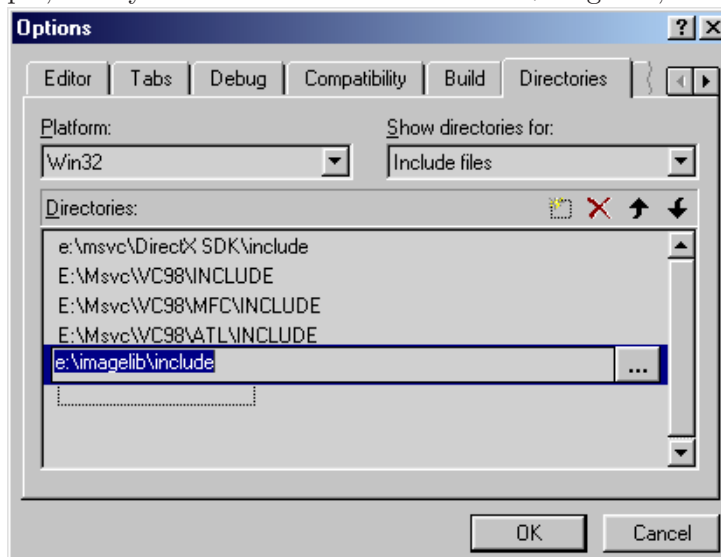 Options
Editor Tabs Debug Compatibility Build Directories
Platform: Show directories for:
Win32 Include files
Directories:
e:\msvc\DirectX SDK\include
E:\Msvc\VC98\INCLUDE
E:\Msvc\VC98\MFC\INCLUDE
E:\Msvc\VC98\ATL\INCLUDE
e:\imagelib\include ...
OK Cancel